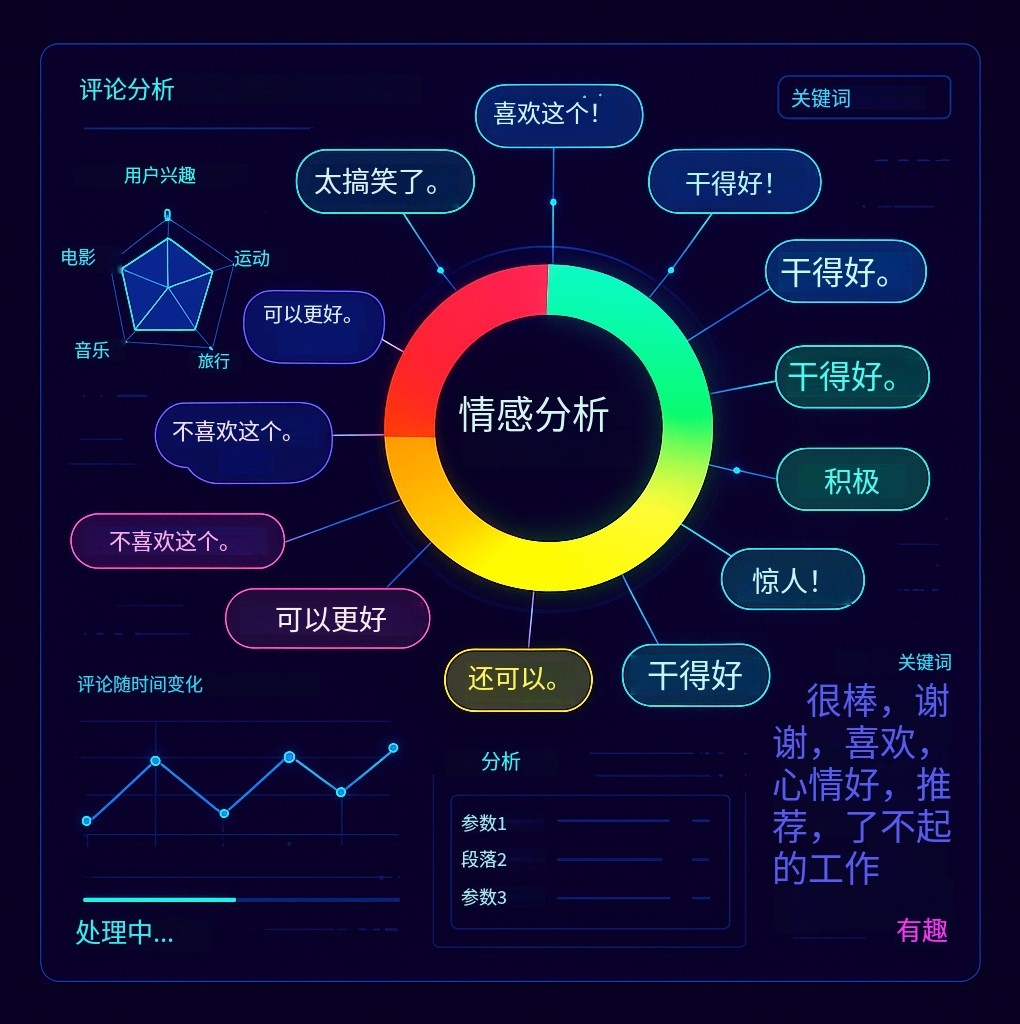 评论分析
关键词
喜欢这个！
太搞笑了。
干得好！
用户兴趣
0
电影
运动
音乐
旅行
干得好。
可以更好。
干得好。
情感分析
不喜欢这个。
积极
不喜欢这个。
惊人！
可以更好
还可以。
干得好
评论随时间变化
关键词
很棒，谢
谢，喜欢，
心情好，推
荐，了不起
的工作
分析
参数1
段落2
参数3
处理中...
有趣